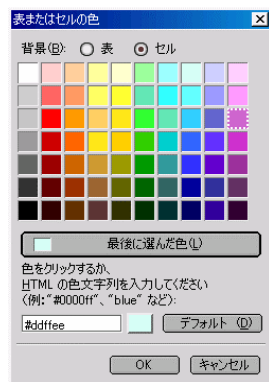 表またはセルの色
背景(B): 表 セル
最後に選んだ色(L)
色をクリックするか、
HTML の色文字列を入力してください
(例: "#0000ff"、"blue" など):
#ddffee デフォルト (D)
OK キャンセル